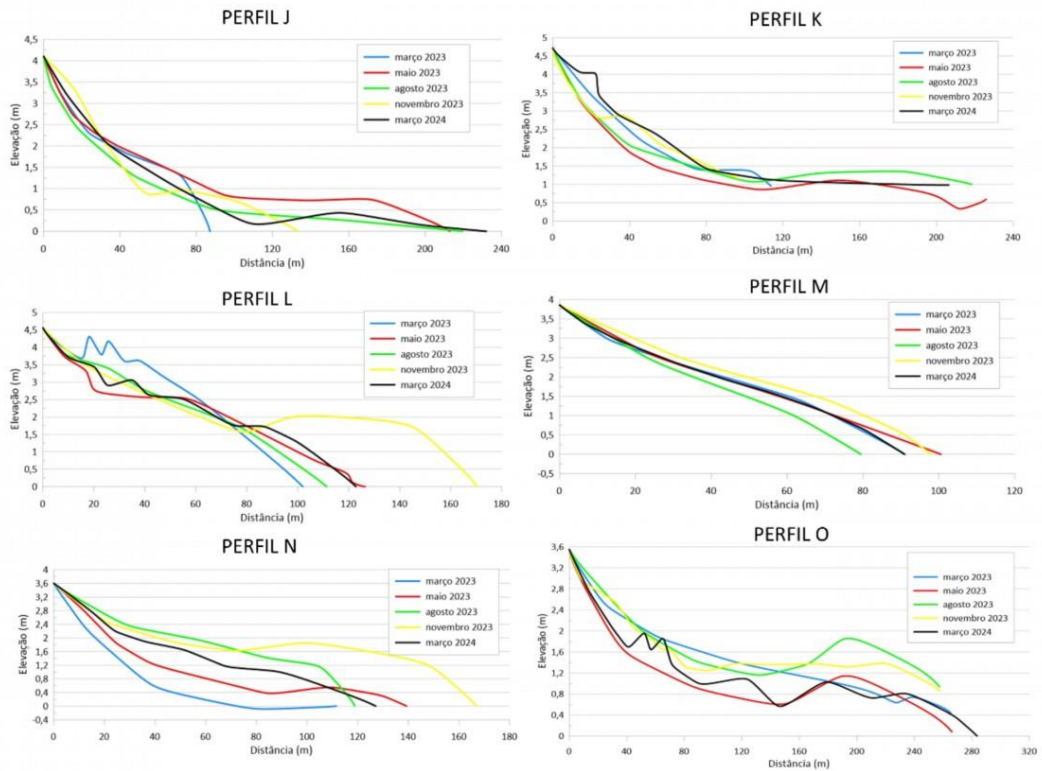 PERFIL J
4,5
4
3,5
3
2,5
2
1,5
1
0,5
0
Elevação (m)
0 40 80 120 160 200 240
Distância (m)
março 2023
maio 2023
agosto 2023
novembro 2023
março 2024
PERFIL K
5
4,5
4
3,5
3
2,5
2
1,5
1
0,5
0
Elevação (m)
0 40 80 120 160 200 240
Distância (m)
março 2023
maio 2023
agosto 2023
novembro 2023
março 2024
PERFIL L
5
4,5
4
3,5
3
2,5
2
1,5
1
0,5
0
Elevação (m)
0 20 40 60 80 100 120 140 160 180
Distância (m)
março 2023
maio 2023
agosto 2023
novembro 2023
março 2024
PERFIL M
4
3,5
3
2,5
2
1,5
1
0,5
0
-0,5
Elevação (m)
0 20 40 60 80 100 120
Distância (m)
março 2023
maio 2023
agosto 2023
novembro 2023
março 2024
PERFIL N
4
3,6
3,2
2,8
2,4
2
1,6
1,2
0,8
0,4
0
-0,4
Elevação (m)
0 20 40 60 80 100 120 140 160 180
Distância (m)
março 2023
maio 2023
agosto 2023
novembro 2023
março 2024
PERFIL O
3,6
3,2
2,8
2,4
2
1,6
1,2
0,8
0,4
0
Elevação (m)
0 40 80 120 160 200 240 280 320
Distância (m)
março 2023
maio 2023
agosto 2023
novembro 2023
março 2024